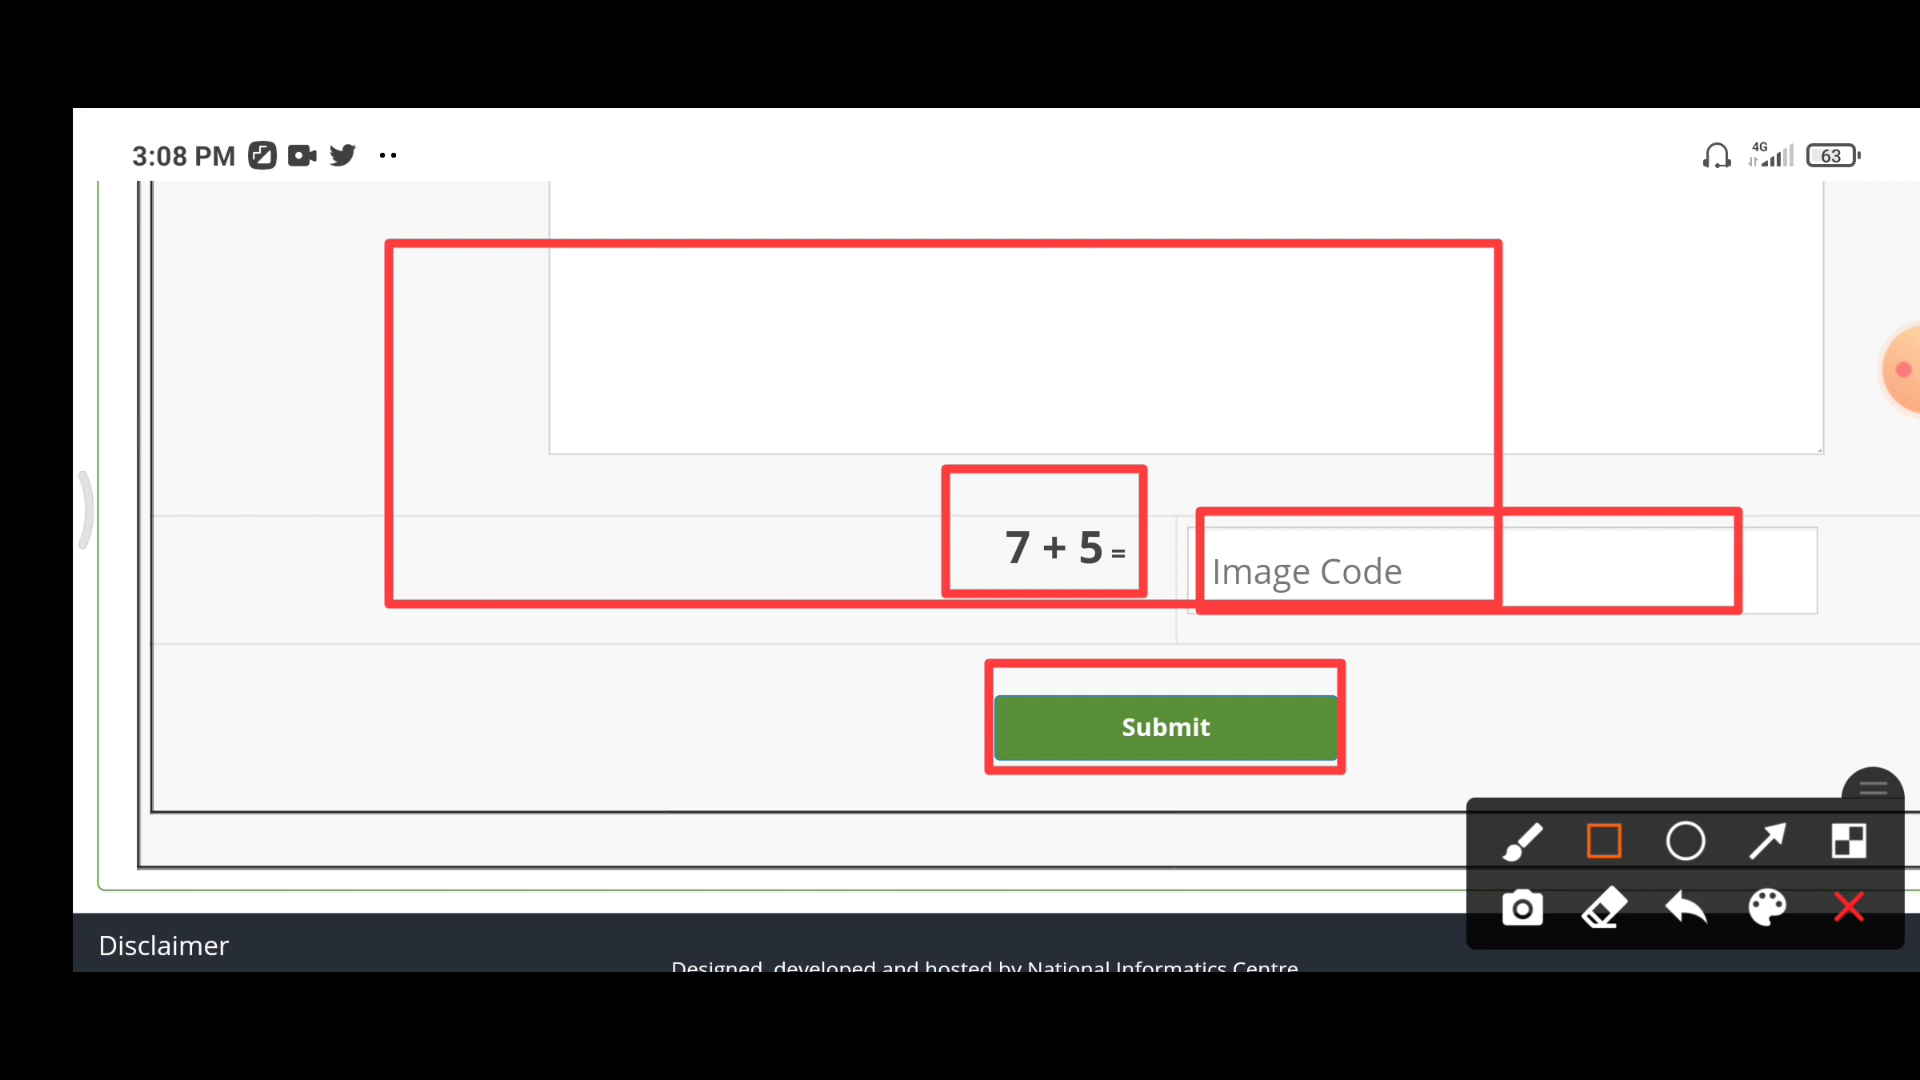 3:08 PM
4G
63
7 + 5 =
Image Code
Submit
Disclaimer
Designed, developed and hosted by National Informatics Centre